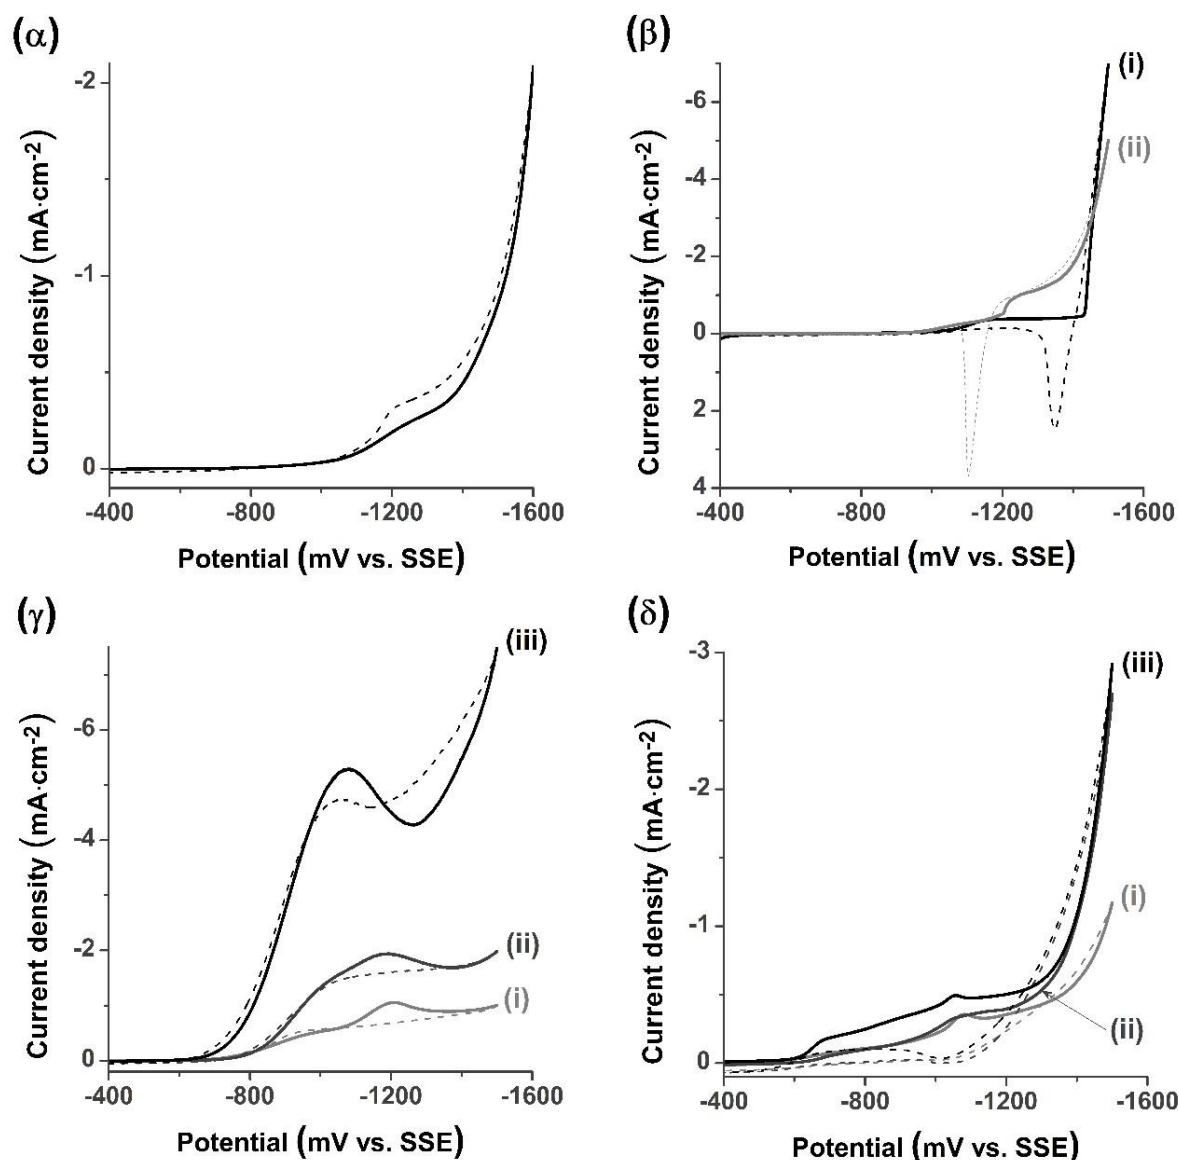 (α)
Current density (mA·cm⁻²)
-2
-1
0
-400
-800
-1200
-1600
Potential (mV vs. SSE)
(β)
(i)
(ii)
Current density (mA·cm⁻²)
-6
-4
-2
0
2
4
-400
-800
-1200
-1600
Potential (mV vs. SSE)
(γ)
(iii)
(ii)
(i)
Current density (mA·cm⁻²)
-6
-4
-2
0
-400
-800
-1200
-1600
Potential (mV vs. SSE)
(δ)
(iii)
(i)
(ii)
Current density (mA·cm⁻²)
-3
-2
-1
0
-400
-800
-1200
-1600
Potential (mV vs. SSE)